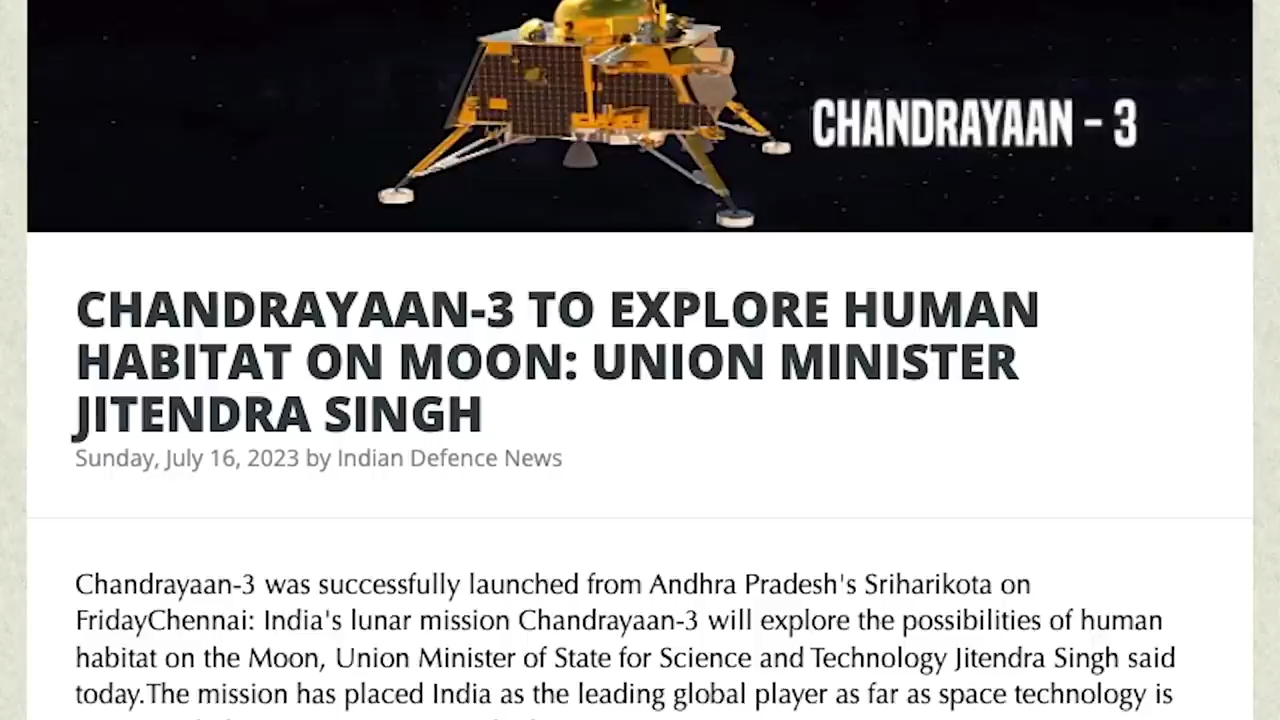 CHANDRAYAAN - 3
CHANDRAYAAN-3 TO EXPLORE HUMAN
HABITAT ON MOON: UNION MINISTER
JITENDRA SINGH
Sunday, July 16, 2023 by Indian Defence News
Chandrayaan-3 was successfully launched from Andhra Pradesh's Sriharikota on
FridayChennai: India's lunar mission Chandrayaan-3 will explore the possibilities of human
habitat on the Moon, Union Minister of State for Science and Technology Jitendra Singh said
today.The mission has placed India as the leading global player as far as space technology is